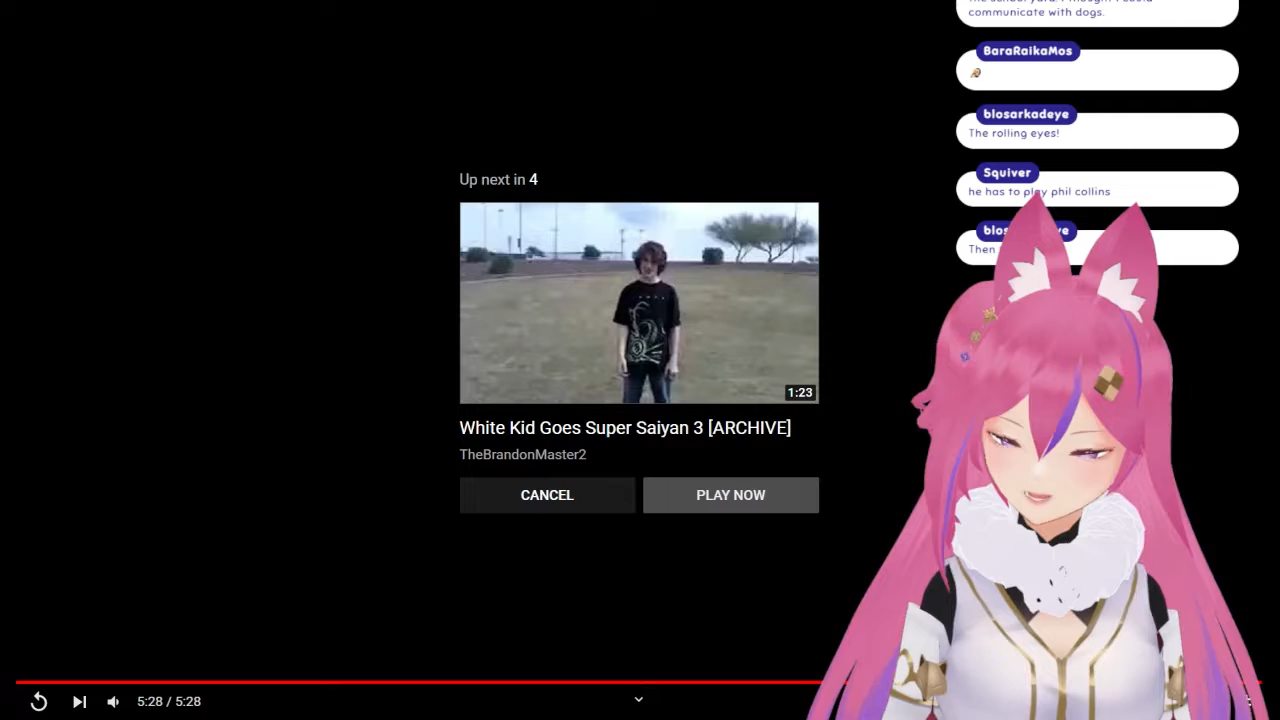 communicate with dogs.
BaraRaikaMos
blosarkadeye
The rolling eyes!
Squiver
he has to play phil collins
Then
Up next in 4
1:23
White Kid Goes Super Saiyan 3 [ARCHIVE]
TheBrandonMaster2
CANCEL
PLAY NOW
5:28 / 5:28